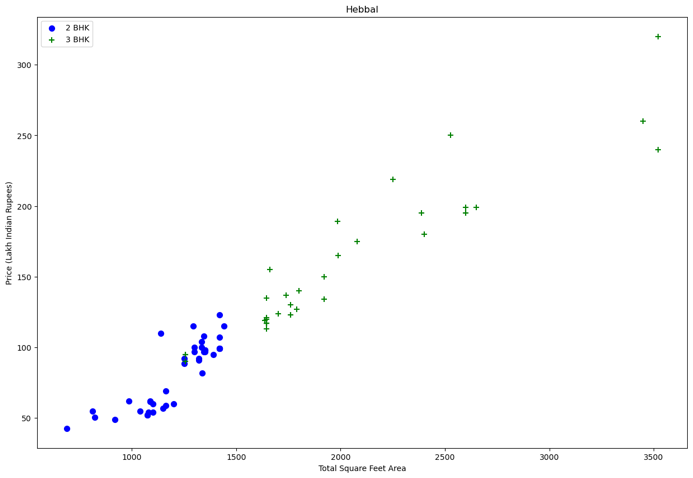 Hebbal
2 BHK
3 BHK
300
250
200
150
100
50
Price (Lakh Indian Rupees)
1000 1500 2000 2500 3000 3500
Total Square Feet Area